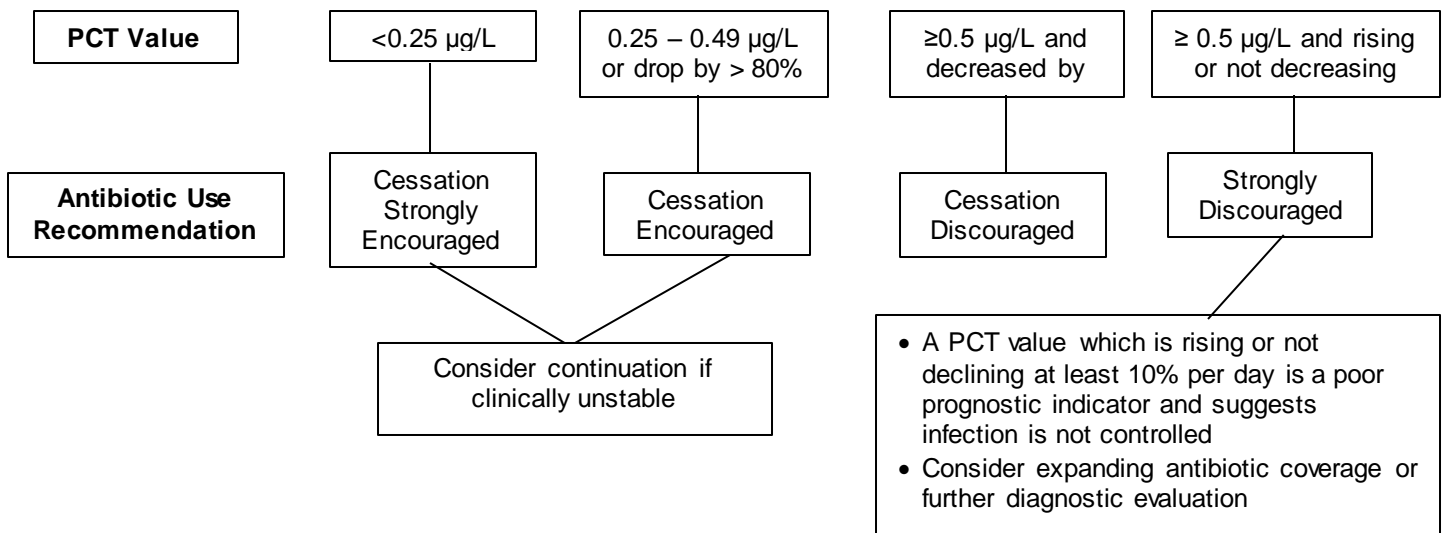 PCT Value
<0.25 µg/L
0.25 – 0.49 µg/L
or drop by > 80%
≥0.5 µg/L and
decreased by
≥ 0.5 µg/L and rising
or not decreasing
Antibiotic Use
Recommendation
Cessation
Strongly
Encouraged
Cessation
Encouraged
Cessation
Discouraged
Strongly
Discouraged
Consider continuation if
clinically unstable
• A PCT value which is rising or not
declining at least 10% per day is a poor
prognostic indicator and suggests
infection is not controlled
• Consider expanding antibiotic coverage or
further diagnostic evaluation